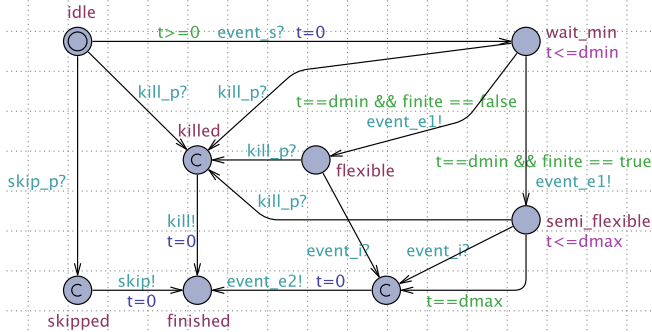 idle
t>=0 event_s? t=0
wait_min
t<=dmin
kill_p? kill_p?
t==dmin && finite == false
event_e1!
killed
kill_p?
t==dmin && finite == true
flexible
skip_p?
event_e1!
kill_p?
kill!
semi_flexible
t=0
t<=dmax
event_i? event_i?
skip! event_e2! t=0
C
C
C
t=0
t==dmax
skipped
finished